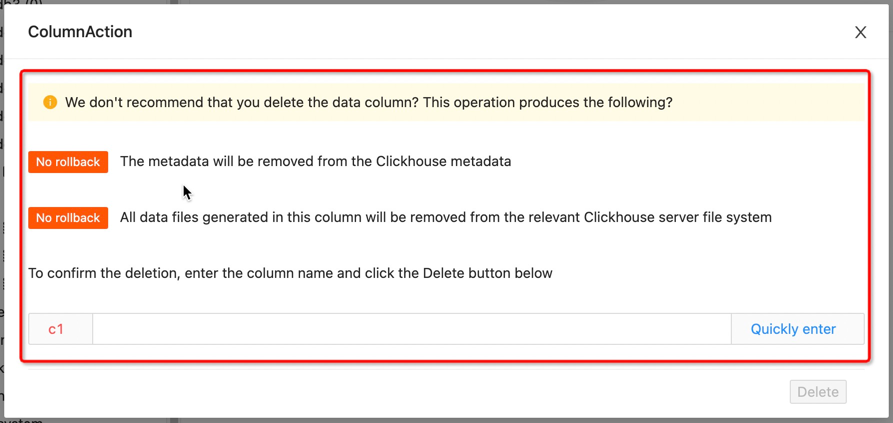 ColumnAction
We don't recommend that you delete the data column? This operation produces the following?
No rollback The metadata will be removed from the Clickhouse metadata
No rollback All data files generated in this column will be removed from the relevant Clickhouse server file system
To confirm the deletion, enter the column name and click the Delete button below
c1 Quickly enter
Delete